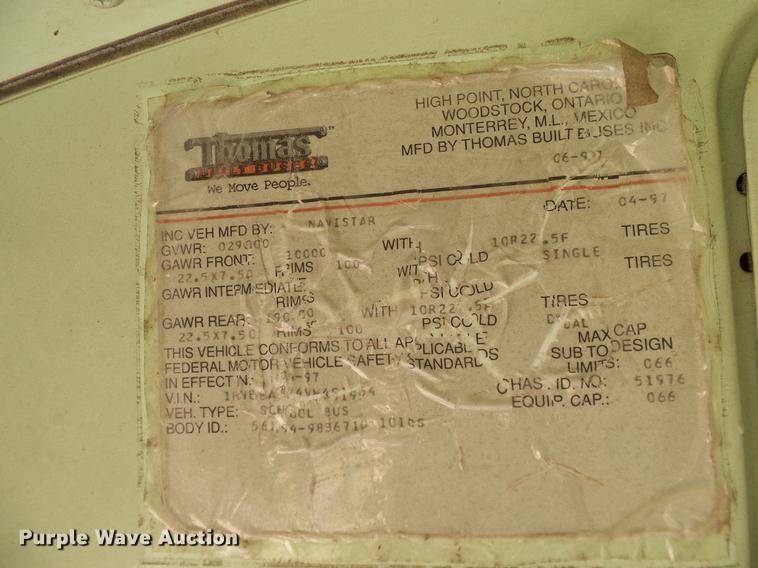 HIGH POINT, NORTH
WOODSTOCK, ONTARIO
MONTERREY, M.L., MEXICO
MFD BY THOMAS BUILT BUSES INC
Thomas
BUILT BUSES
TM
We Move People.
DATE: 04-97
INC VEH MFD BY: NAVISTAR
GVWR: 029000
GAWR FRONT: 10000 WITH 10R22.5F TIRES
22.5X7.50 RIMS 100 PSI COLD SINGLE
GAWR INTERMEDIATE: WITH TIRES
RIMS PSI COLD
GAWR REAR: WITH TIRES
22.5X7.50 RIMS 100 PSI COLD DUAL
THIS VEHICLE CONFORMS TO ALL APPLICABLE
FEDERAL MOTOR VEHICLE SAFETY STANDARDS
IN EFFECT IN:
MAX CAP
SUB TO DESIGN
LIMITS: 066
V.I.N.:
CHAS. ID. NO: 51976
VEH. TYPE: SCHOOL BUS
EQUIP. CAP.: 066
BODY ID.:
Purple Wave Auction